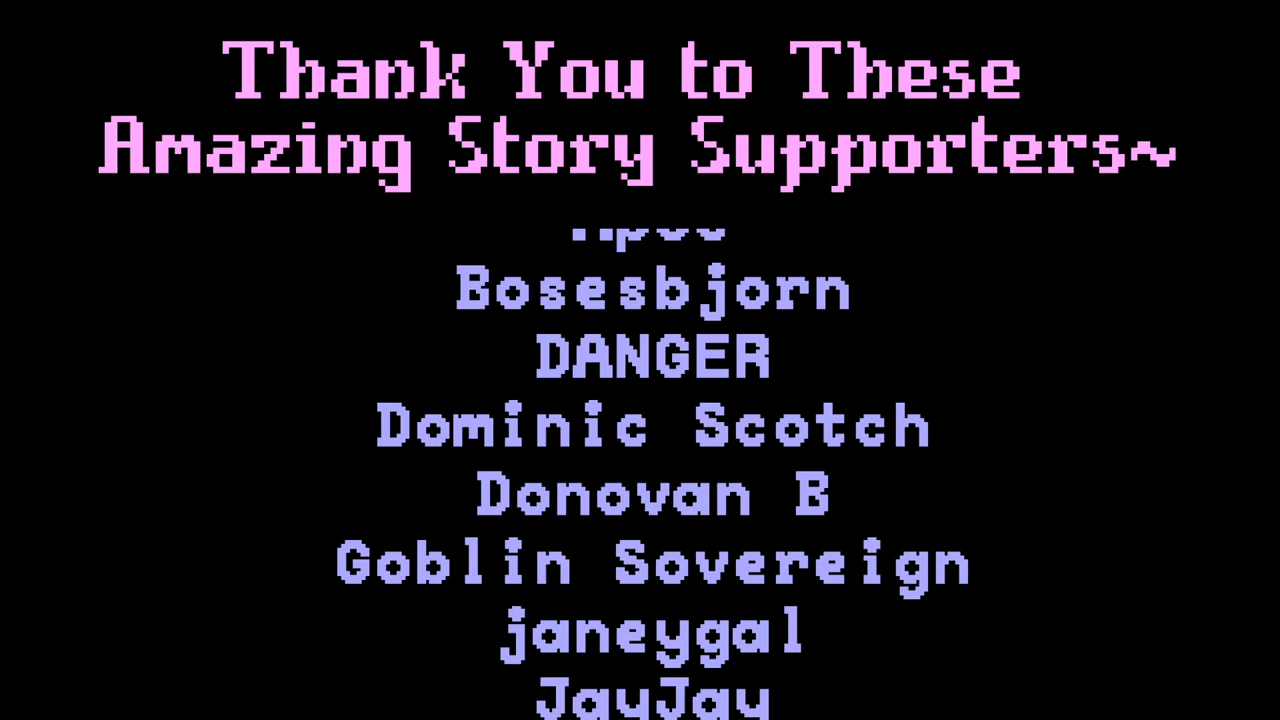 Thank You to These
Amazing Story Supporters~
Bosesbjorn
DANGER
Dominic Scotch
Donovan B
Goblin Sovereign
janeygal
JayJay